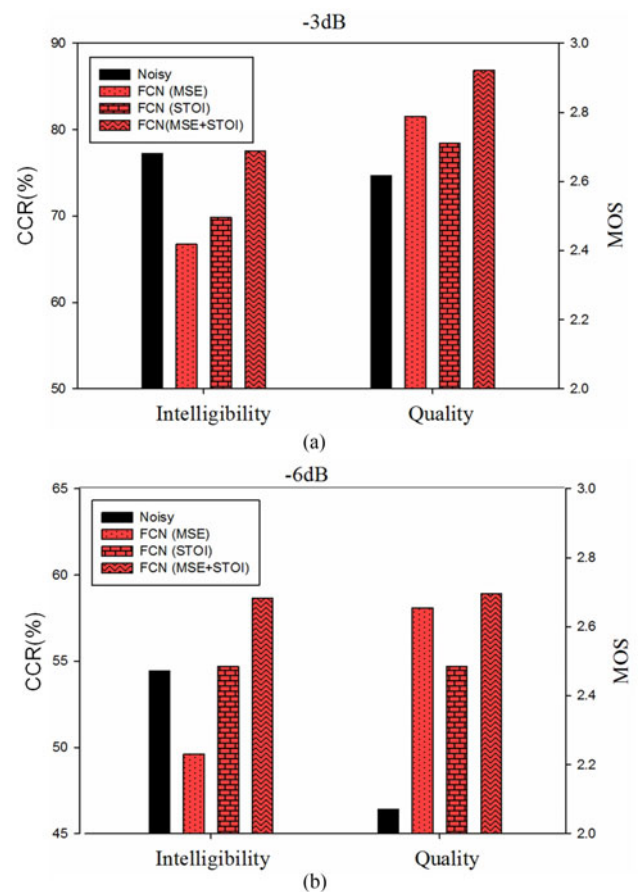 -3dB
90
80
70
60
50
CCR(%)
Noisy
FCN (MSE)
FCN (STOI)
FCN(MSE+STOI)
3.0
2.8
2.6
2.4
2.2
2.0
MOS
Intelligibility Quality
(a)
-6dB
65
60
55
50
45
CCR(%)
Noisy
FCN (MSE)
FCN (STOI)
FCN (MSE+STOI)
3.0
2.8
2.6
2.4
2.2
2.0
MOS
Intelligibility Quality
(b)